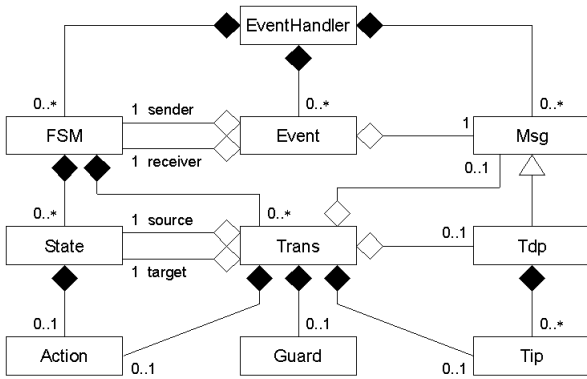 EventHandler
0..* 0..* 0..*
1 sender 1
FSM Event Msg
1 receiver 0..1
0..* 0..*
1 source 0..1
State Trans Tdp
1 target
0..1 0..1 0..1 0..1 0..*
Action Guard Tip